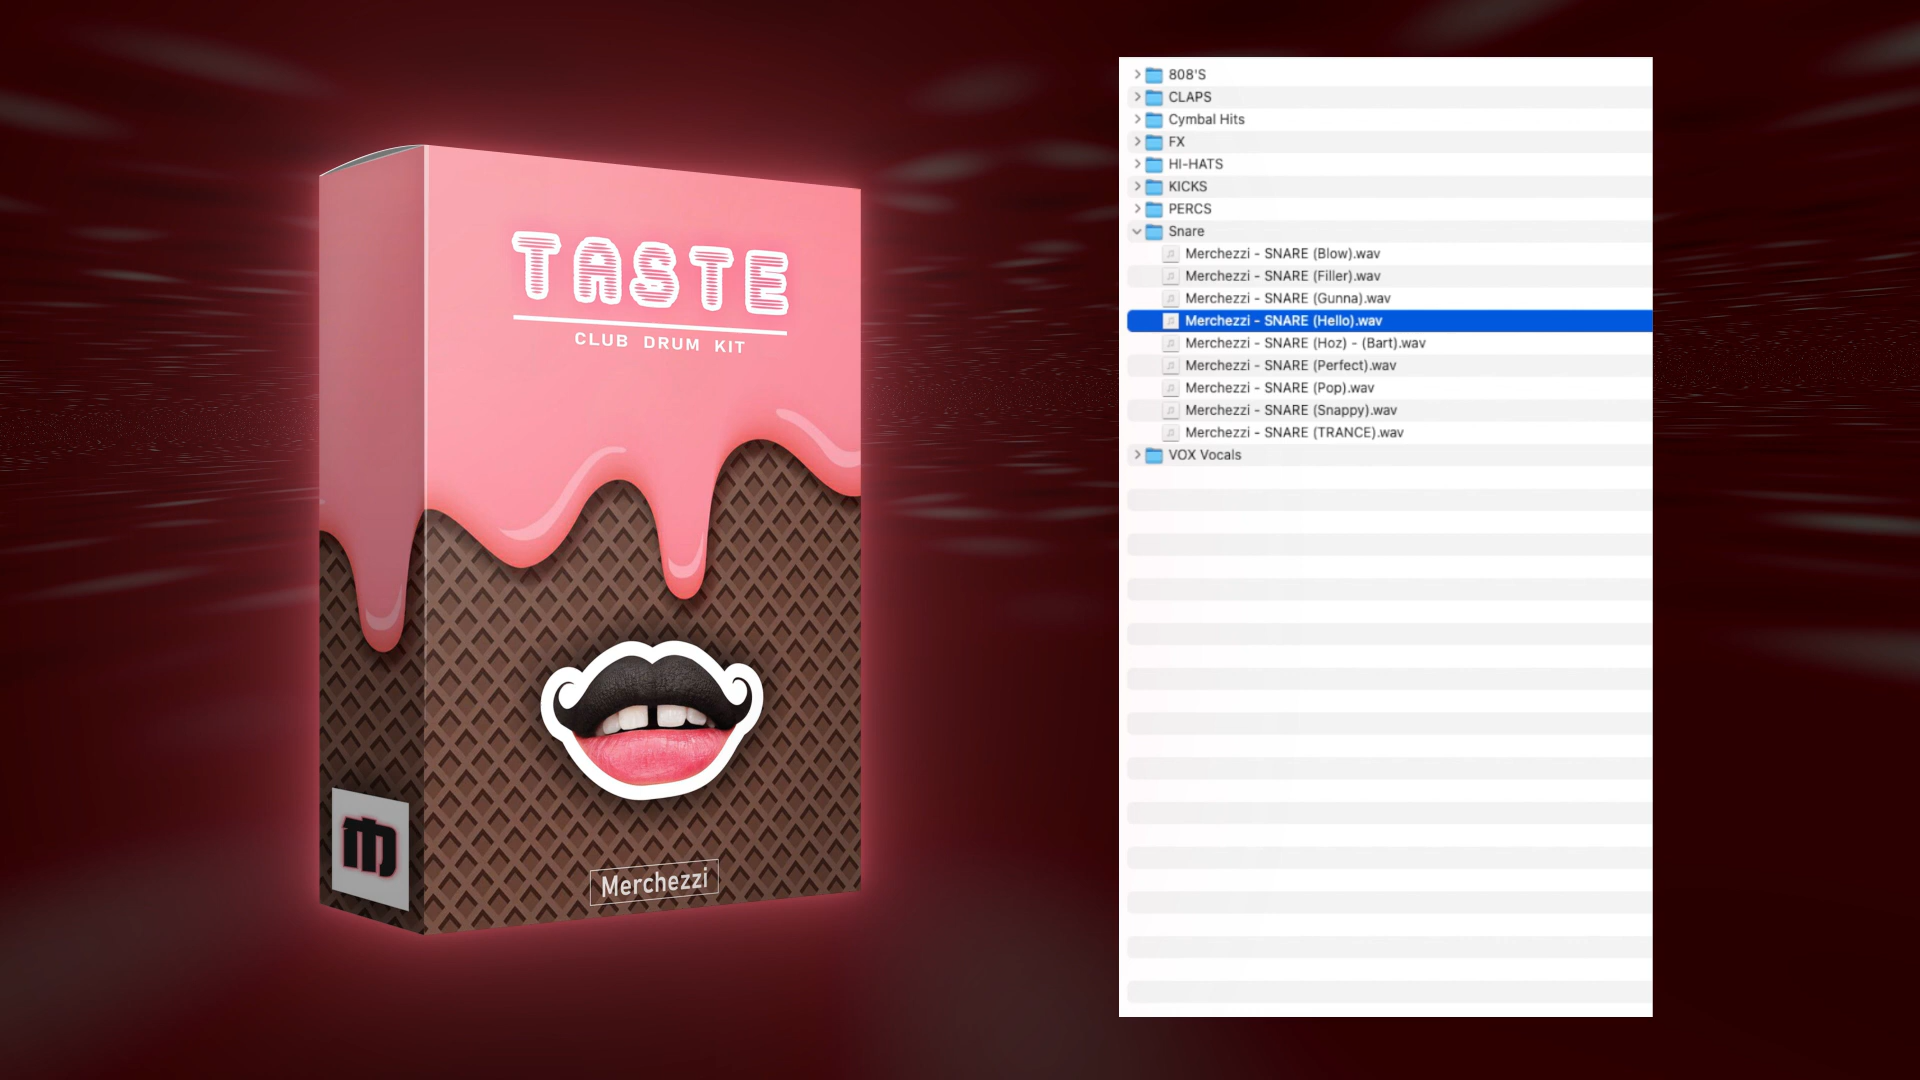 TASTE
CLUB DRUM KIT
Merchezzi
808'S
CLAPS
Cymbal Hits
FX
HI-HATS
KICKS
PERCS
Snare
Merchezzi - SNARE (Blow).wav
Merchezzi - SNARE (Filler).wav
Merchezzi - SNARE (Gunna).wav
Merchezzi - SNARE (Hello).wav
Merchezzi - SNARE (Hoz) - (Bart).wav
Merchezzi - SNARE (Perfect).wav
Merchezzi - SNARE (Pop).wav
Merchezzi - SNARE (Snappy).wav
Merchezzi - SNARE (TRANCE).wav
VOX Vocals